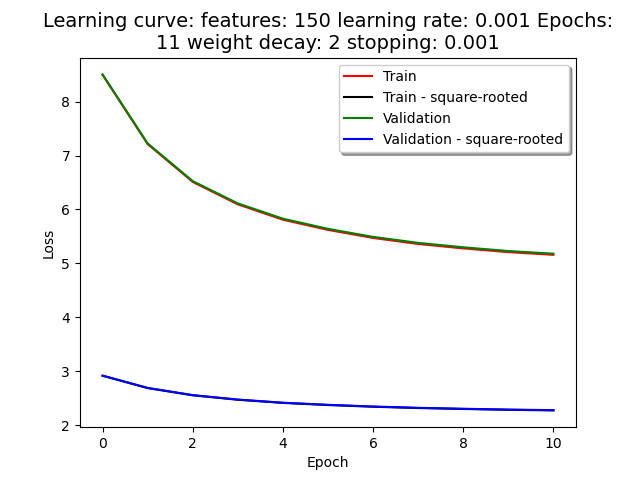 Learning curve: features: 150 learning rate: 0.001 Epochs:
11 weight decay: 2 stopping: 0.001
Train
Train - square-rooted
Validation
Validation - square-rooted
8
7
6
5
4
3
2
Loss
0 2 4 6 8 10
Epoch